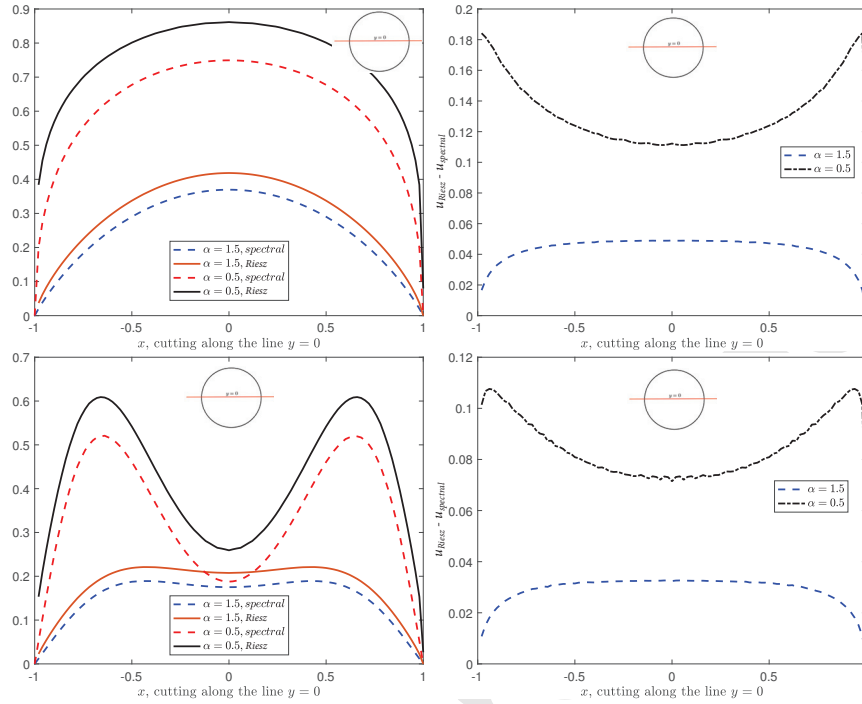 0.9
0.8
0.7
0.6
0.5
0.4
0.3
0.2
0.1
0
-1
-0.5
0
0.5
1
x, cutting along the line y = 0
y = 0
α = 1.5, spectral
α = 1.5, Riesz
α = 0.5, spectral
α = 0.5, Riesz
0.2
0.18
0.16
0.14
0.12
0.1
0.08
0.06
0.04
0.02
0
-1
-0.5
0
0.5
x, cutting along the line y = 0
u_Riesz - u_spectral
y = 0
α = 1.5
α = 0.5
0.7
0.6
0.5
0.4
0.3
0.2
0.1
0
-1
-0.5
0
0.5
1
x, cutting along the line y = 0
y = 0
α = 1.5, spectral
α = 1.5, Riesz
α = 0.5, spectral
α = 0.5, Riesz
0.12
0.1
0.08
0.06
0.04
0.02
0
-1
-0.5
0
0.5
x, cutting along the line y = 0
u_Riesz - u_spectral
y = 0
α = 1.5
α = 0.5